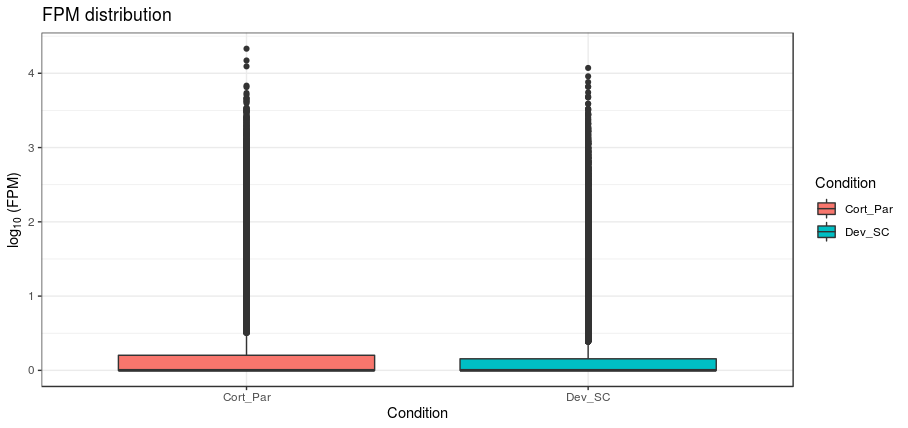 FPM distribution
log10 (FPM)
4
3
2
1
0
Cort_Par
Dev_SC
Condition
Condition
Cort_Par
Dev_SC